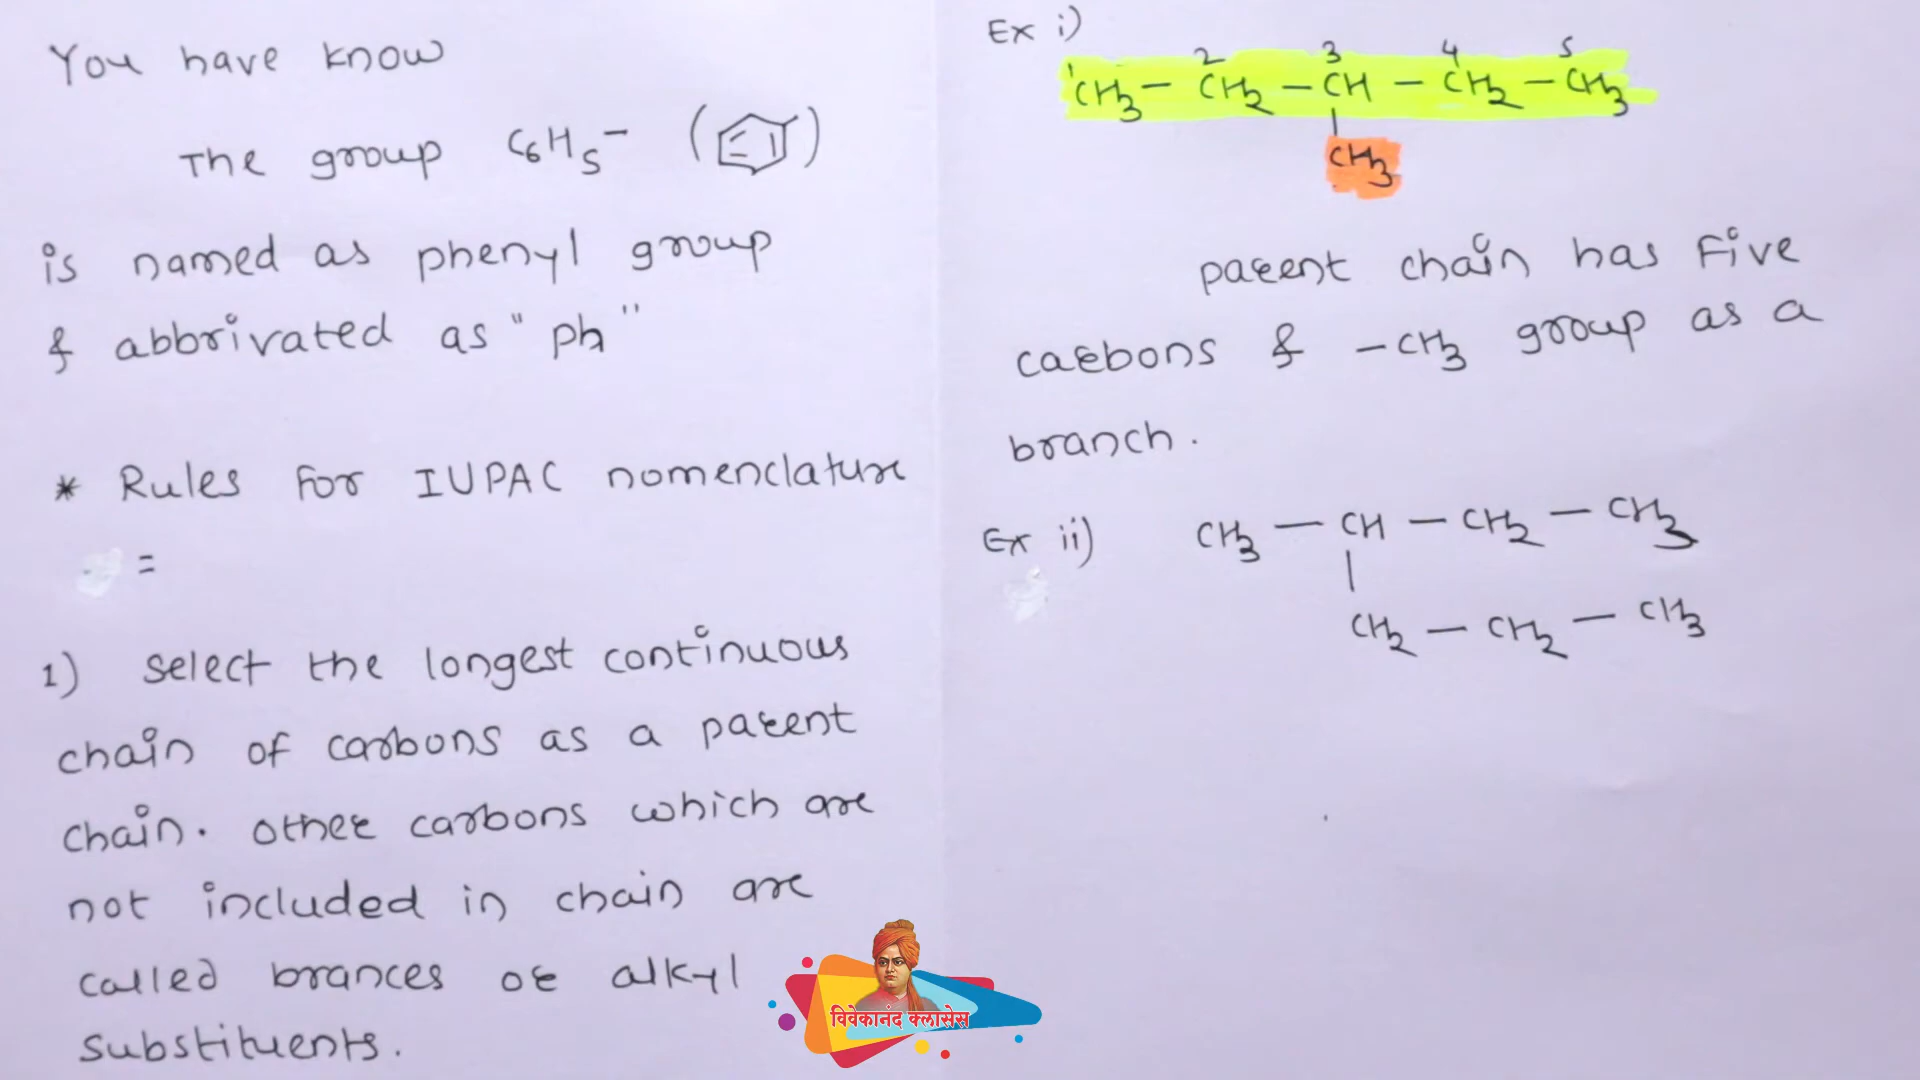 You have know
The group C6H5- ( )
is named as phenyl group
& abbrivated as "ph"
* Rules for IUPAC nomenclature
=
1) select the longest continuous
chain of carbons as a parent
chain. other carbons which are
not included in chain are
called brances or alkyl
substituents.
Ex i)
1 2 3 4 5
CH3 - CH2 - CH - CH2 - CH3
|
CH3
parent chain has Five
carbons & -CH3 group as a
branch.
Ex ii) CH3 - CH - CH2 - CH3
|
CH2 - CH2 - CH3
विवेकानंद क्लासेस